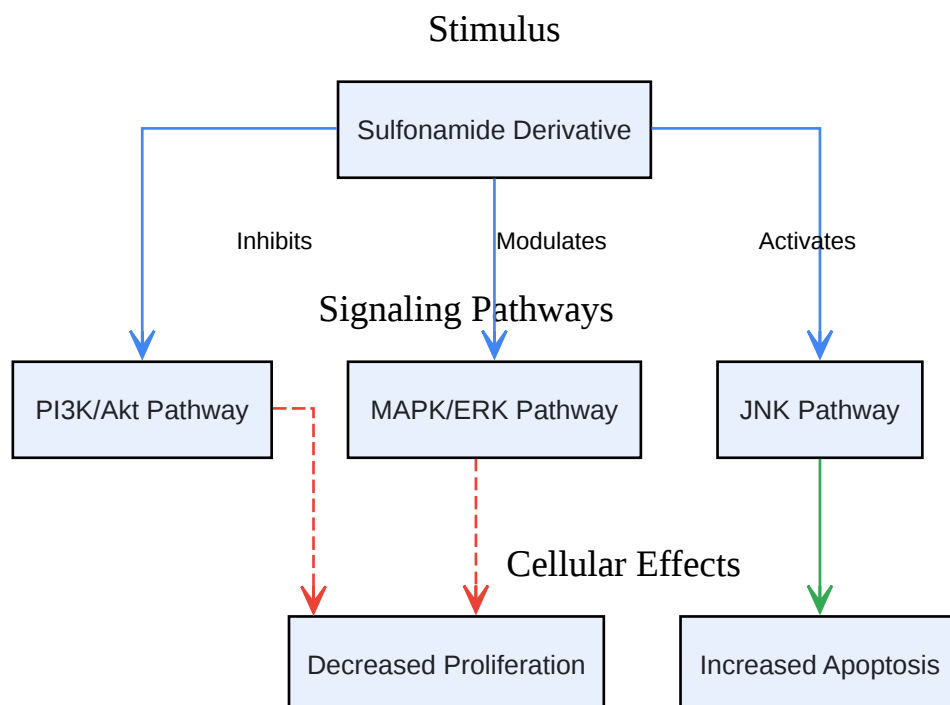 Stimulus
Sulfonamide Derivative
Inhibits
Modulates
Activates
Signaling Pathways
PI3K/Akt Pathway
MAPK/ERK Pathway
JNK Pathway
Cellular Effects
Decreased Proliferation
Increased Apoptosis